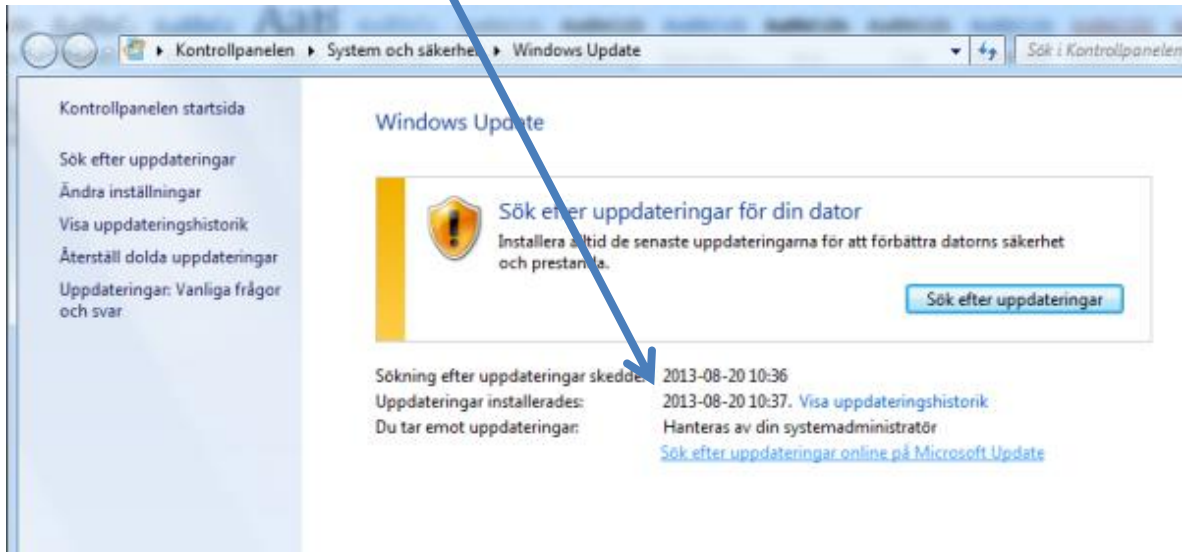 Kontrollpanelen ▸ System och säkerhet ▸ Windows Update
Sök i Kontrollpanelen
Kontrollpanelen startsida
Sök efter uppdateringar
Ändra inställningar
Visa uppdateringshistorik
Återställ dolda uppdateringar
Uppdateringar: Vanliga frågor
och svar
Windows Update
Sök efter uppdateringar för din dator
Installera alltid de senaste uppdateringarna för att förbättra datorns säkerhet
och prestanda.
Sök efter uppdateringar
Sökning efter uppdateringar skedde: 2013-08-20 10:36
Uppdateringar installerades: 2013-08-20 10:37. Visa uppdateringshistorik
Du tar emot uppdateringar: Hanteras av din systemadministratör
Sök efter uppdateringar online på Microsoft Update